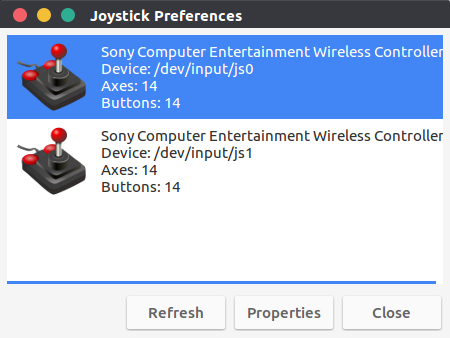 Joystick Preferences
Sony Computer Entertainment Wireless Controller
Device: /dev/input/js0
Axes: 14
Buttons: 14
Sony Computer Entertainment Wireless Controller
Device: /dev/input/js1
Axes: 14
Buttons: 14
Refresh
Properties
Close